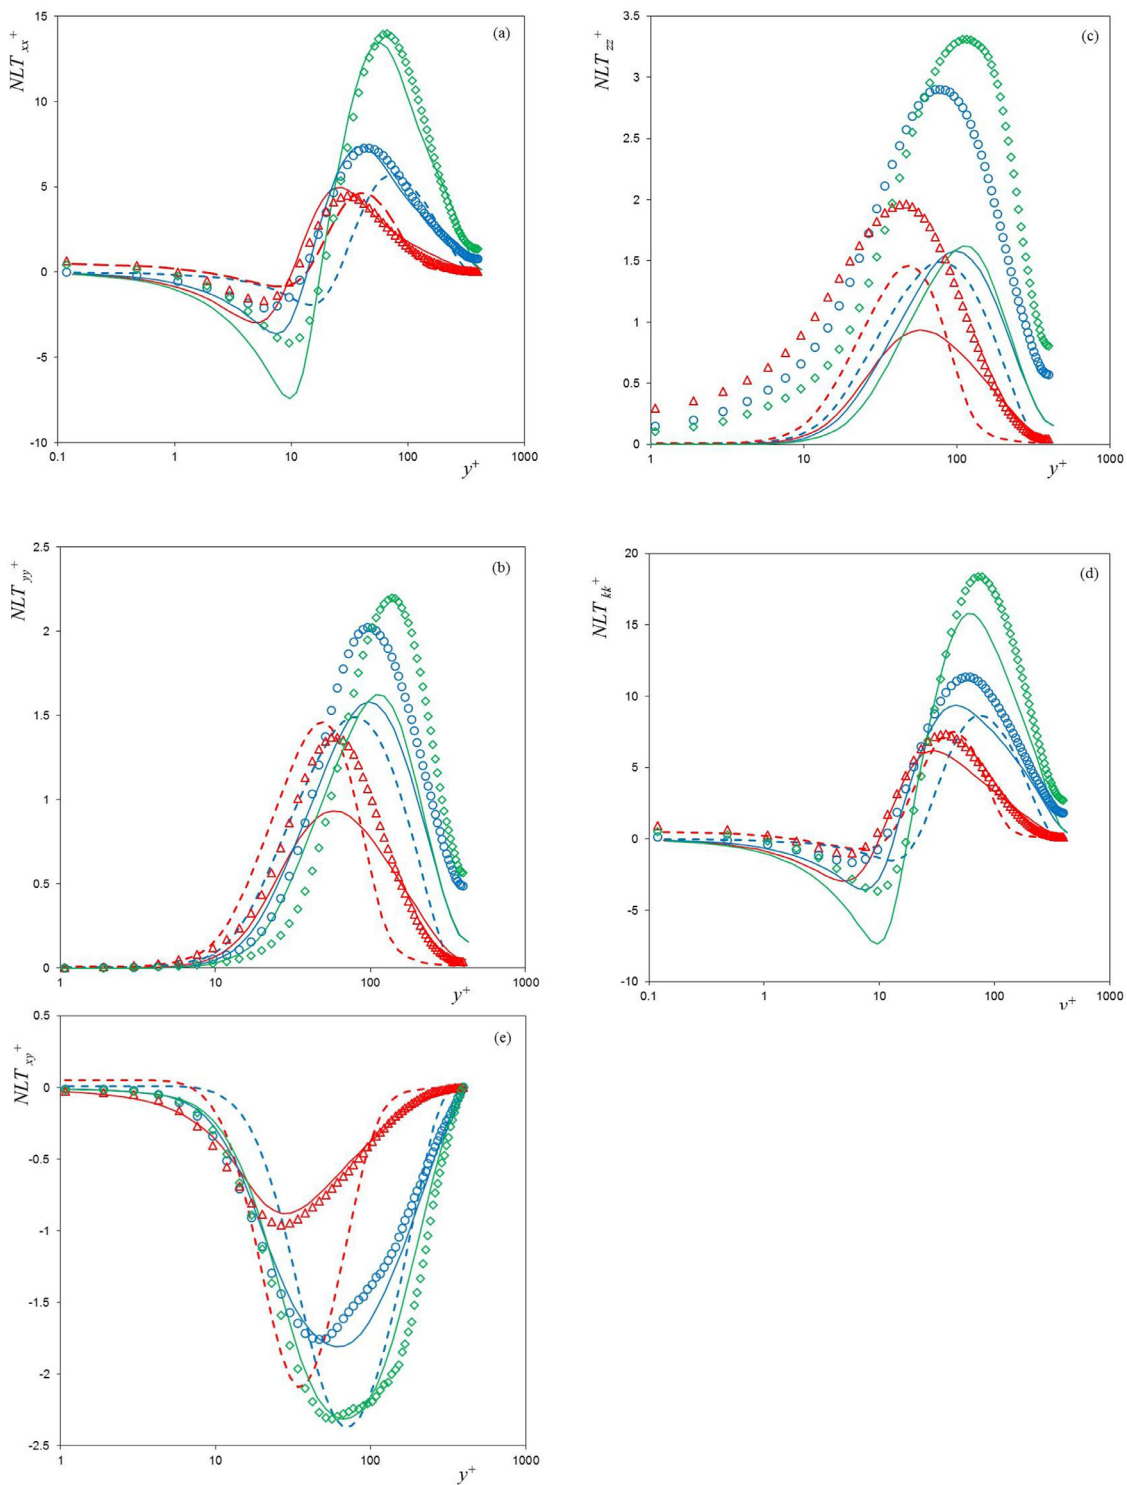 (a)
NLT xx +
15
10
5
0
-5
-10
0.1 1 10 100 1000
y+
(c)
NLT zz +
3.5
3
2.5
2
1.5
1
0.5
0
1 10 100 1000
y+
(b)
NLT yy +
2.5
2
1.5
1
0.5
0
1 10 100 1000
y+
(d)
NLT kk +
20
15
10
5
0
-5
-10
0.1 1 10 100 1000
y+
(e)
NLT xy +
0.5
0
-0.5
-1
-1.5
-2
-2.5
1 10 100 1000
y+